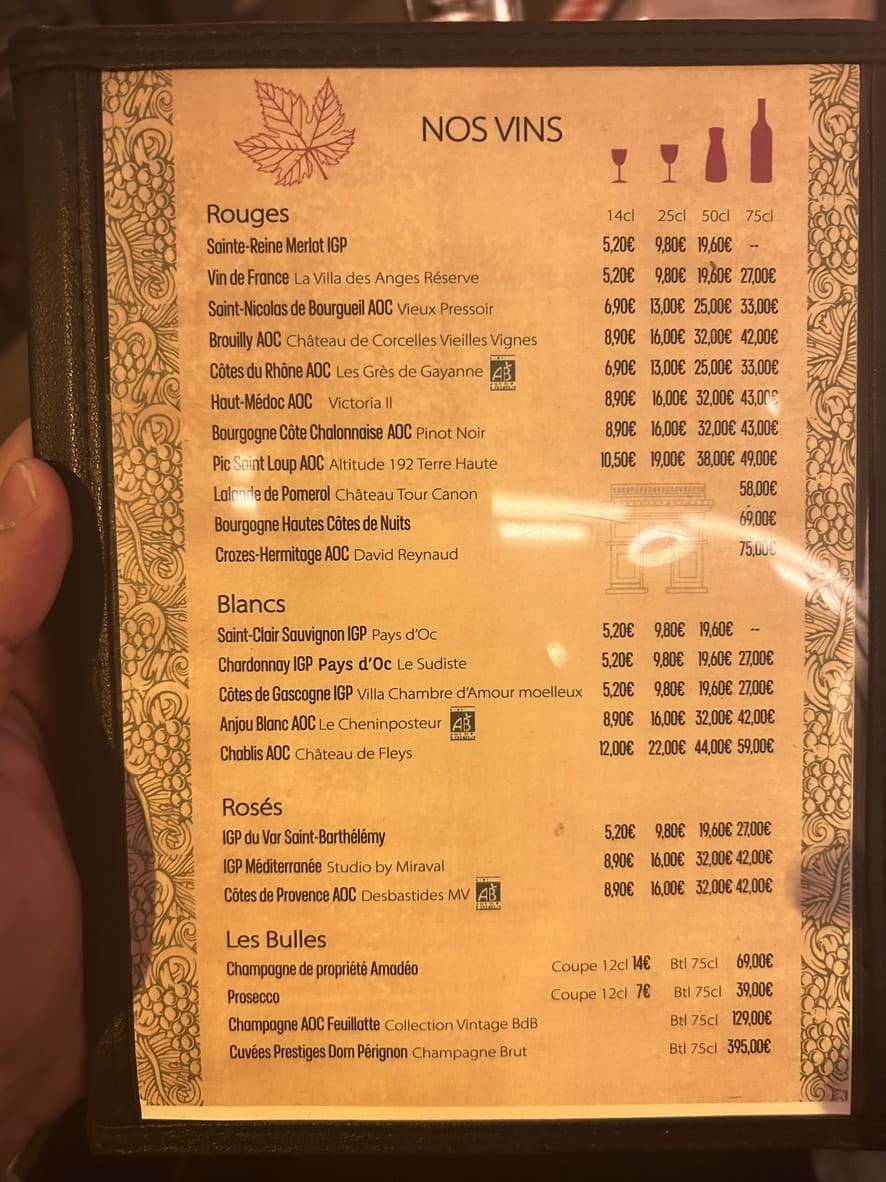 NOS VINS
Rouges 14cl 25cl 50cl 75cl
Sainte-Reine Merlot IGP 5,20€ 9,80€ 19,60€ --
Vin de France La Villa des Anges Réserve 5,20€ 9,80€ 19,60€ 27,00€
Saint-Nicolas de Bourgueil AOC Vieux Pressoir 6,90€ 13,00€ 25,00€ 33,00€
Brouilly AOC Château de Corcelles Vieilles Vignes 8,90€ 16,00€ 32,00€ 42,00€
Côtes du Rhône AOC Les Grès de Gayanne AB 6,90€ 13,00€ 25,00€ 33,00€
Haut-Médoc AOC Victoria II 8,90€ 16,00€ 32,00€ 43,00€
Bourgogne Côte Chalonnaise AOC Pinot Noir 8,90€ 16,00€ 32,00€ 43,00€
Pic Saint Loup AOC Altitude 192 Terre Haute 10,50€ 19,00€ 38,00€ 49,00€
Lalande de Pomerol Château Tour Canon 58,00€
Bourgogne Hautes Côtes de Nuits 69,00€
Crozes-Hermitage AOC David Reynaud 75,00€
Blancs
Saint-Clair Sauvignon IGP Pays d'Oc 5,20€ 9,80€ 19,60€ --
Chardonnay IGP Pays d'Oc Le Sudiste 5,20€ 9,80€ 19,60€ 27,00€
Côtes de Gascogne IGP Villa Chambre d'Amour moelleux 5,20€ 9,80€ 19,60€ 27,00€
Anjou Blanc AOC Le Cheninposteur AB 8,90€ 16,00€ 32,00€ 42,00€
Chablis AOC Château de Fleys 12,00€ 22,00€ 44,00€ 59,00€
Rosés
IGP du Var Saint-Barthélémy 5,20€ 9,80€ 19,60€ 27,00€
IGP Méditerranée Studio by Miraval 8,90€ 16,00€ 32,00€ 42,00€
Côtes de Provence AOC Desbastides MV AB 8,90€ 16,00€ 32,00€ 42,00€
Les Bulles
Champagne de propriété Amadéo Coupe 12cl 14€ Btl 75cl 69,00€
Prosecco Coupe 12cl 7€ Btl 75cl 39,00€
Champagne AOC Feuillatte Collection Vintage BdB Btl 75cl 129,00€
Cuvées Prestiges Dom Pérignon Champagne Brut Btl 75cl 395,00€